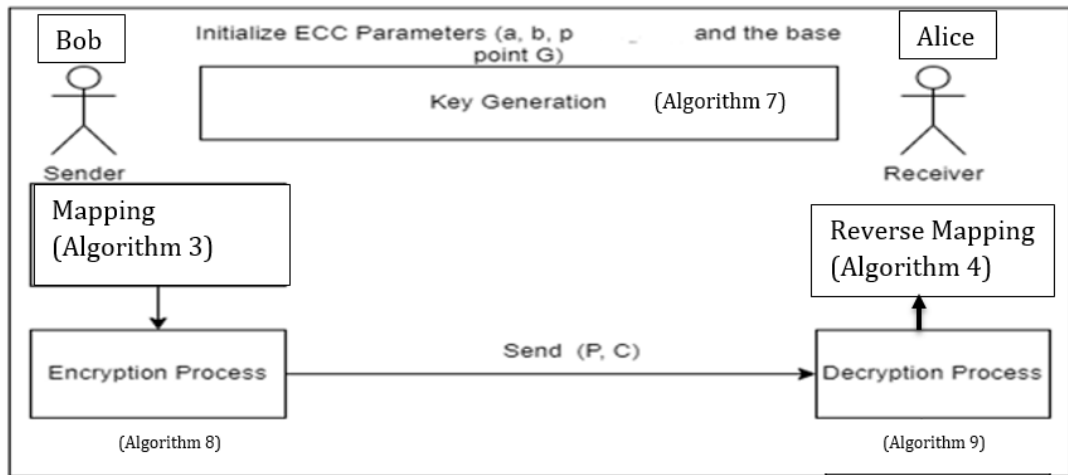 Bob
Initialize ECC Parameters (a, b, p and the base
point G)
Alice
Key Generation (Algorithm 7)
Sender
Receiver
Mapping
(Algorithm 3)
Reverse Mapping
(Algorithm 4)
Encryption Process
Send (P, C)
Decryption Process
(Algorithm 8)
(Algorithm 9)